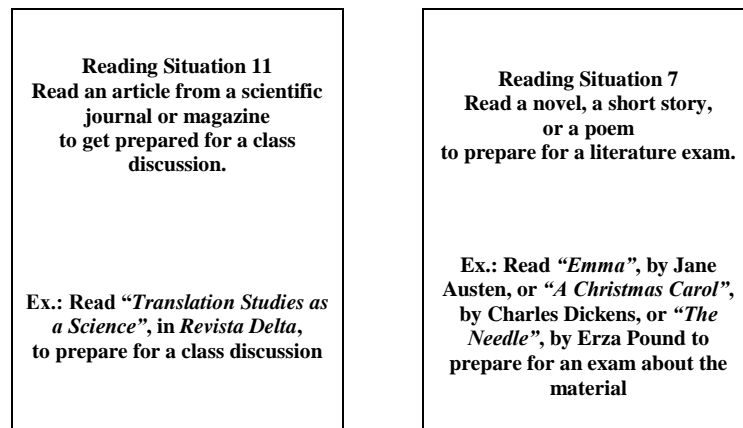 Reading Situation 11
Read an article from a scientific
journal or magazine
to get prepared for a class
discussion.
Ex.: Read “Translation Studies as
a Science”, in Revista Delta,
to prepare for a class discussion
Reading Situation 7
Read a novel, a short story,
or a poem
to prepare for a literature exam.
Ex.: Read “Emma”, by Jane
Austen, or “A Christmas Carol”,
by Charles Dickens, or “The
Needle”, by Erza Pound to
prepare for an exam about the
material